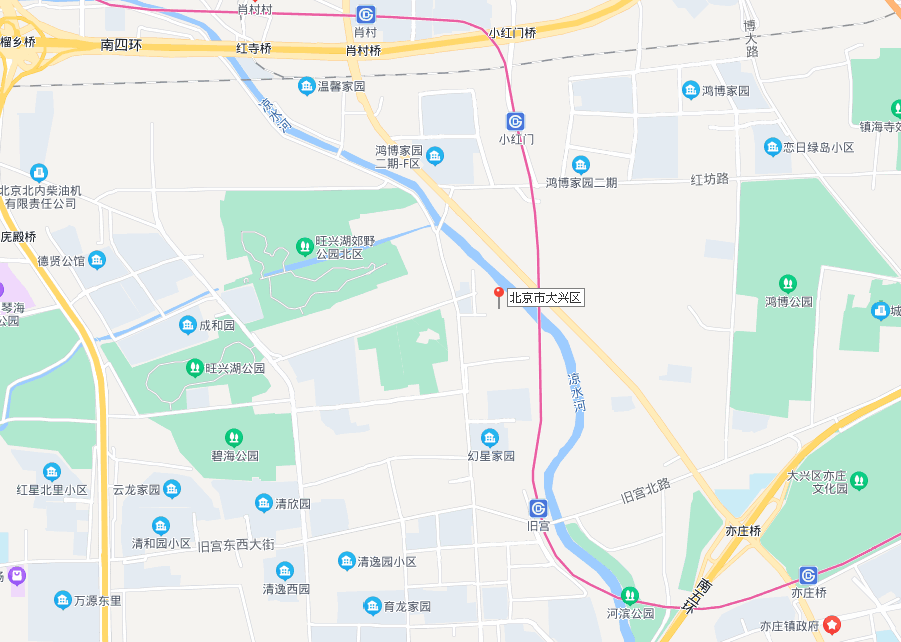 肖村村
肖村
小红门桥
博
大
路
榴乡桥
南四环
红寺桥
肖村桥
温馨家园
鸿博家园
凉水河
小红门
镇海寺郊
鸿博家园
二期-F区
恋日绿岛小区
鸿博家园二期
红坊路
北京北内柴油机
有限责任公司
庑殿桥
旺兴湖郊野
公园北区
德贤公馆
琴海
公园
北京市大兴区
鸿博公园
城
成和园
旺兴湖公园
凉
水
河
碧海公园
幻星家园
红星北里小区
云龙家园
清欣园
旧宫北路
大兴区亦庄
文化园
旧宫
亦庄桥
清和园小区
旧宫东西大街
清逸园小区
清逸西园
场
万源东里
育龙家园
河滨公园
南五环
亦庄桥
亦庄镇政府